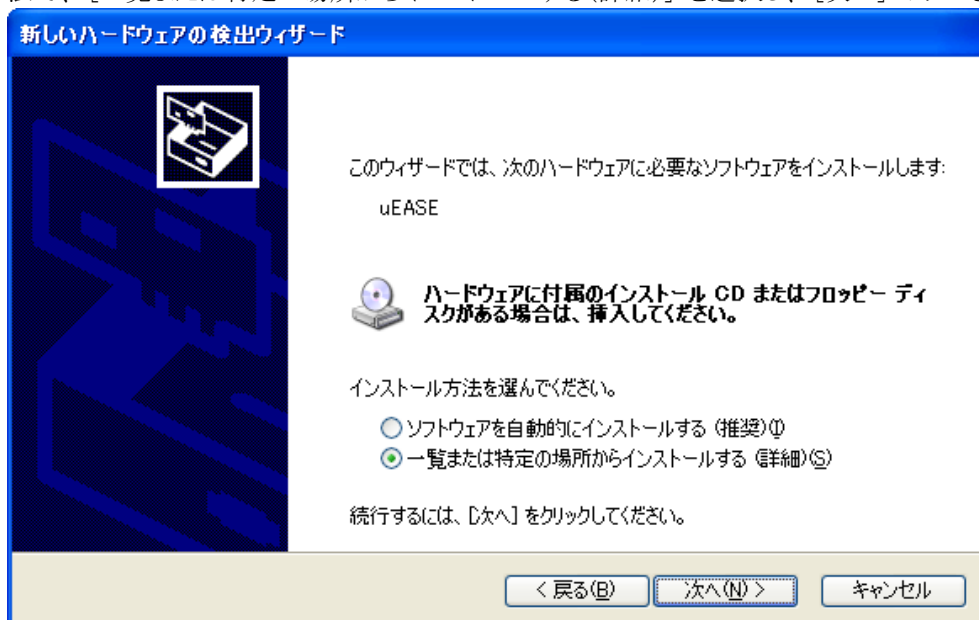 新しいハードウェアの検出ウィザード
このウィザードでは、次のハードウェアに必要なソフトウェアをインストールします:
uEASE
ハードウェアに付属のインストール CD またはフロッピー ディ
スクがある場合は、挿入してください。
インストール方法を選んでください。
ソフトウェアを自動的にインストールする (推奨)(I)
一覧または特定の場所からインストールする (詳細)(S)
続行するには、[次へ] をクリックしてください。
< 戻る(B)
次へ(N) >
キャンセル